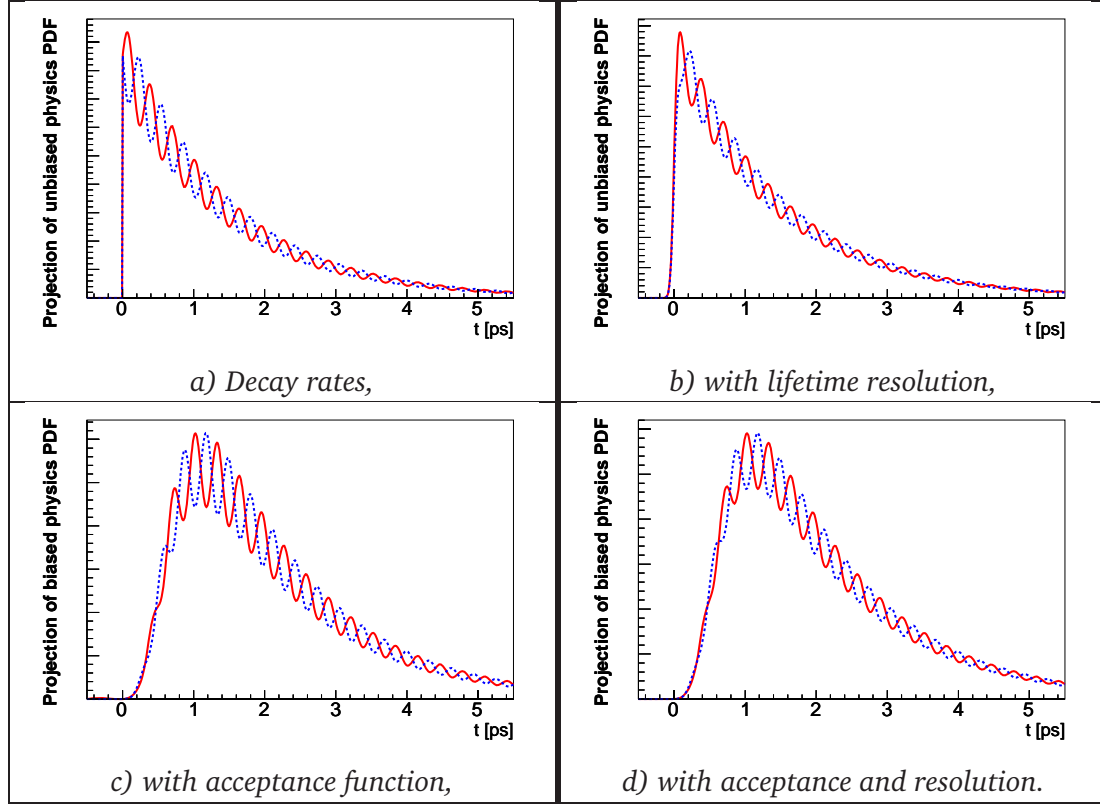 Projection of unbiased physics PDF
0 1 2 3 4 5
t [ps]
a) Decay rates,
Projection of unbiased physics PDF
0 1 2 3 4 5
t [ps]
b) with lifetime resolution,
Projection of biased physics PDF
0 1 2 3 4 5
t [ps]
c) with acceptance function,
Projection of biased physics PDF
0 1 2 3 4 5
t [ps]
d) with acceptance and resolution.